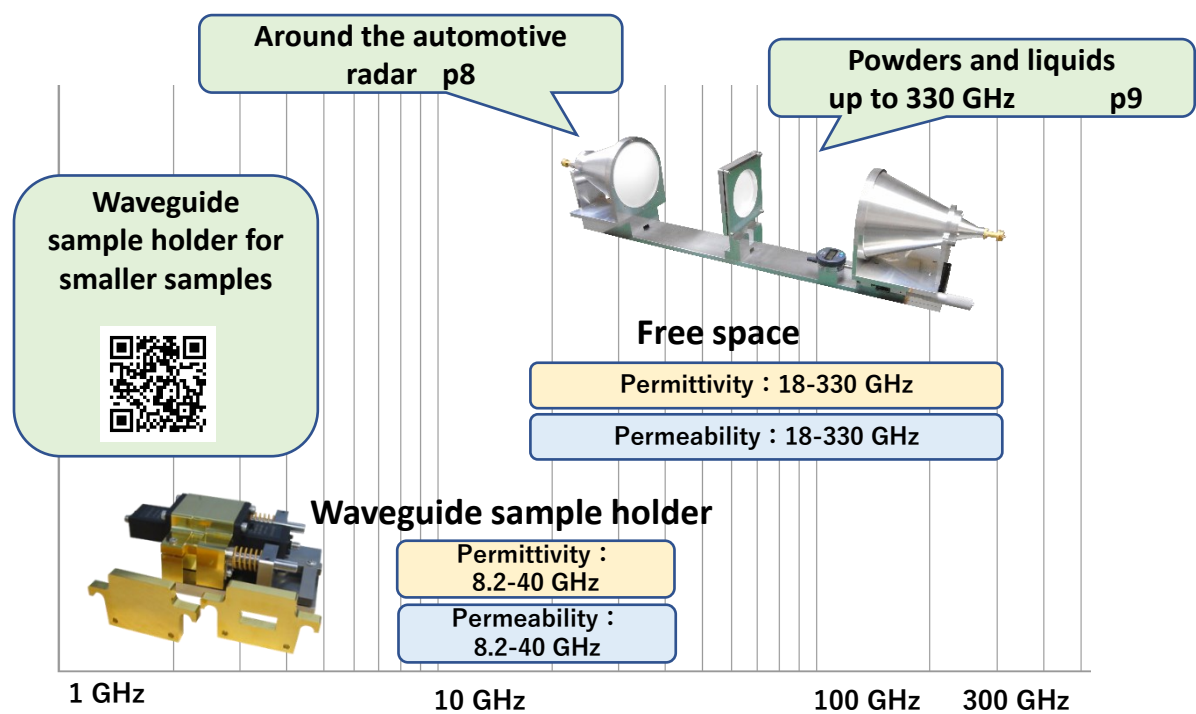 Around the automotive
radar p8
Powders and liquids
up to 330 GHz p9
Waveguide
sample holder for
smaller samples
Free space
Permittivity：18-330 GHz
Permeability：18-330 GHz
Waveguide sample holder
Permittivity：
8.2-40 GHz
Permeability：
8.2-40 GHz
1 GHz
10 GHz
100 GHz
300 GHz